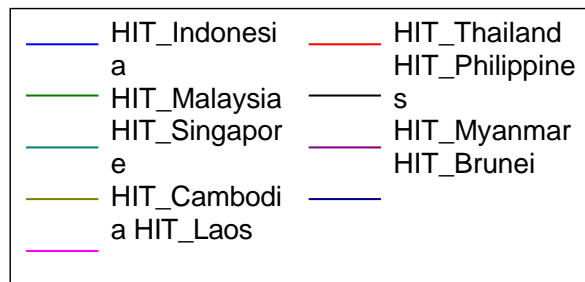 HIT_Indonesi
a
HIT_Malaysia
HIT_Singapor
e
HIT_Cambodi
a HIT_Laos
HIT_Thailand
HIT_Philippine
s
HIT_Myanmar
HIT_Brunei